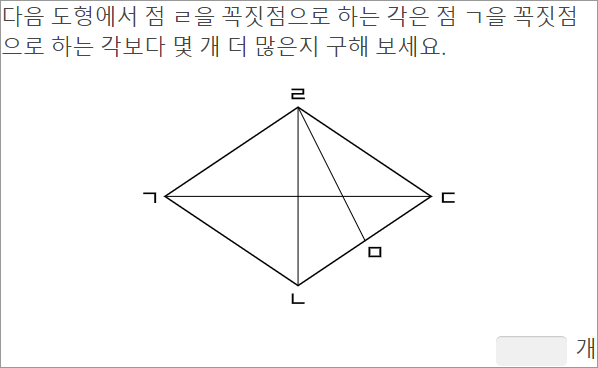 다음 도형에서 점 ㄹ을 꼭짓점으로 하는 각은 점 ㄱ을 꼭짓점
으로 하는 각보다 몇 개 더 많은지 구해 보세요.
ㄹ
ㄱ
ㄷ
ㅁ
ㄴ
개